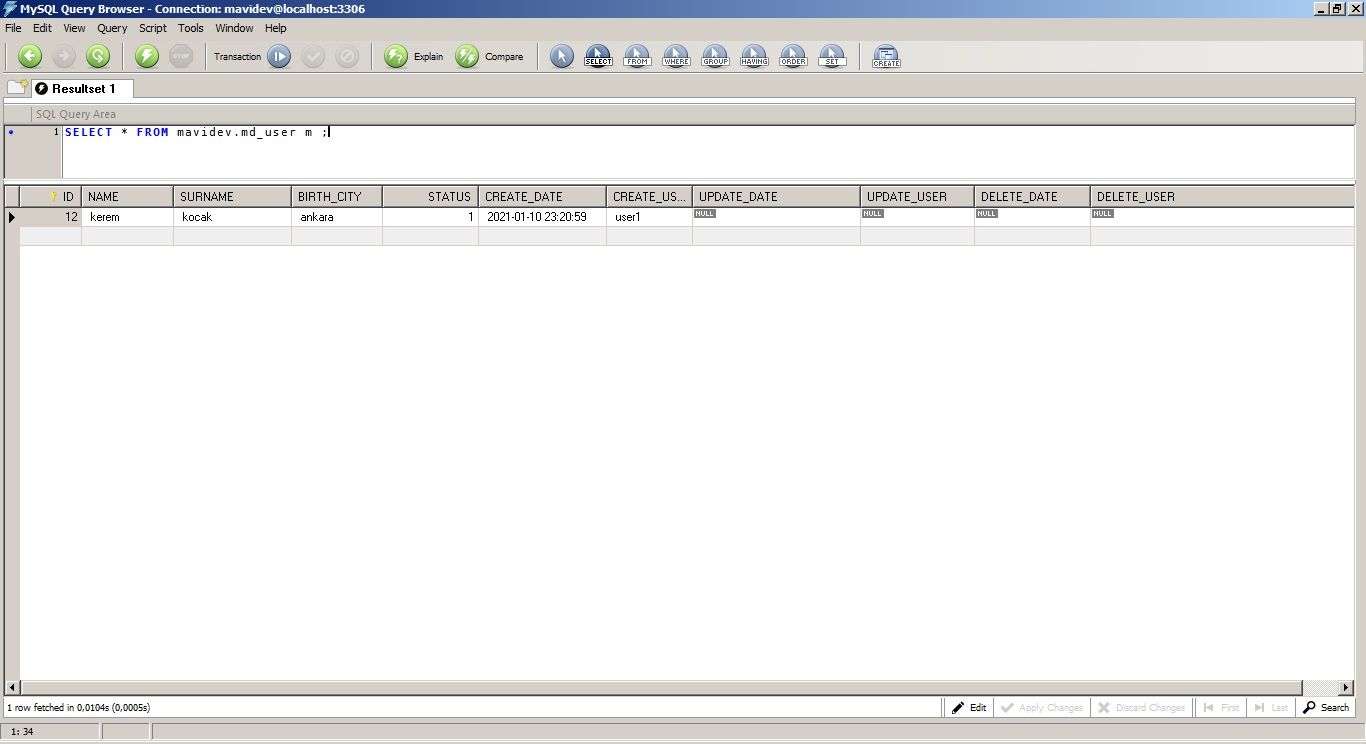 MySQL Query Browser - Connection: mavidev@localhost:3306
File Edit View Query Script Tools Window Help
STOP Transaction Explain Compare SELECT FROM WHERE GROUP HAVING ORDER SET CREATE
Resultset 1
SQL Query Area
1 SELECT * FROM mavidev.md_user m ;
ID NAME SURNAME BIRTH_CITY STATUS CREATE_DATE CREATE_US... UPDATE_DATE UPDATE_USER DELETE_DATE DELETE_USER
12 kerem kocak ankara 1 2021-01-10 23:20:59 user1 NULL NULL NULL NULL
1 row fetched in 0,0104s (0,0005s) Edit Apply Changes Discard Changes First Last Search
1: 34